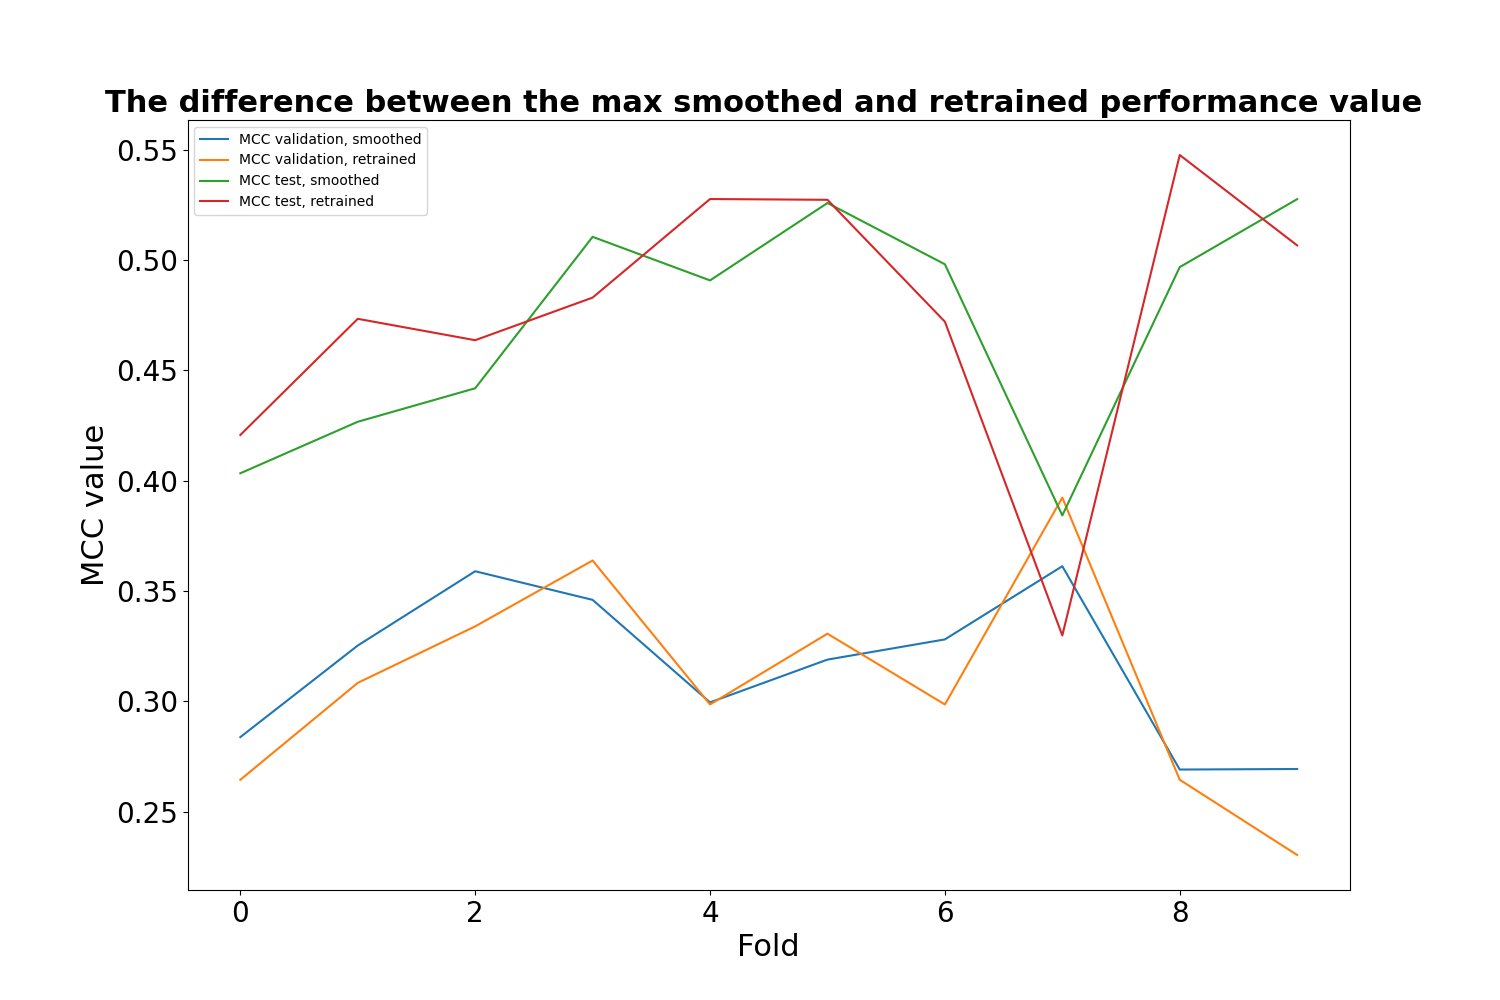 The difference between the max smoothed and retrained performance value
MCC validation, smoothed
MCC validation, retrained
MCC test, smoothed
MCC test, retrained
0.55
0.50
0.45
0.40
0.35
0.30
0.25
MCC value
0 2 4 6 8
Fold